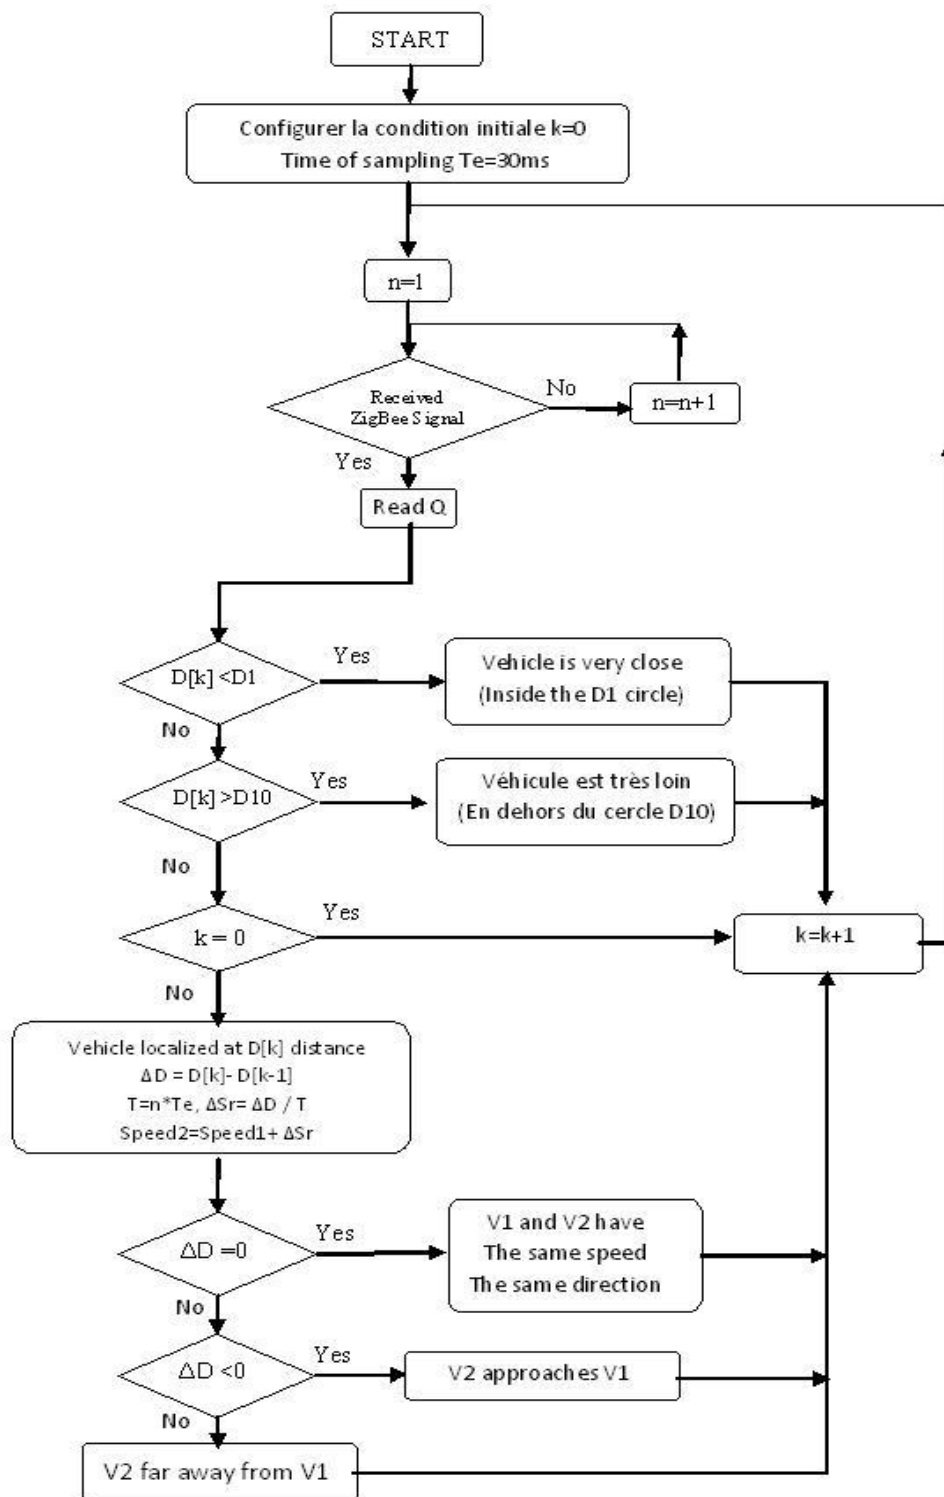 START
Configurer la condition initiale k=0
Time of sampling Te=30ms
n=1
Received
ZigBee Signal
No
n=n+1
Yes
Read Q
D[k] <D1
Yes
Vehicle is very close
(Inside the D1 circle)
No
D[k] >D10
Yes
Véhicule est très loin
(En dehors du cercle D10)
No
k = 0
Yes
k=k+1
No
Vehicle localized at D[k] distance
ΔD = D[k]- D[k-1]
T=n*Te, ΔSr= ΔD / T
Speed2=Speed1+ ΔSr
ΔD =0
Yes
V1 and V2 have
The same speed
The same direction
No
ΔD <0
Yes
V2 approaches V1
No
V2 far away from V1